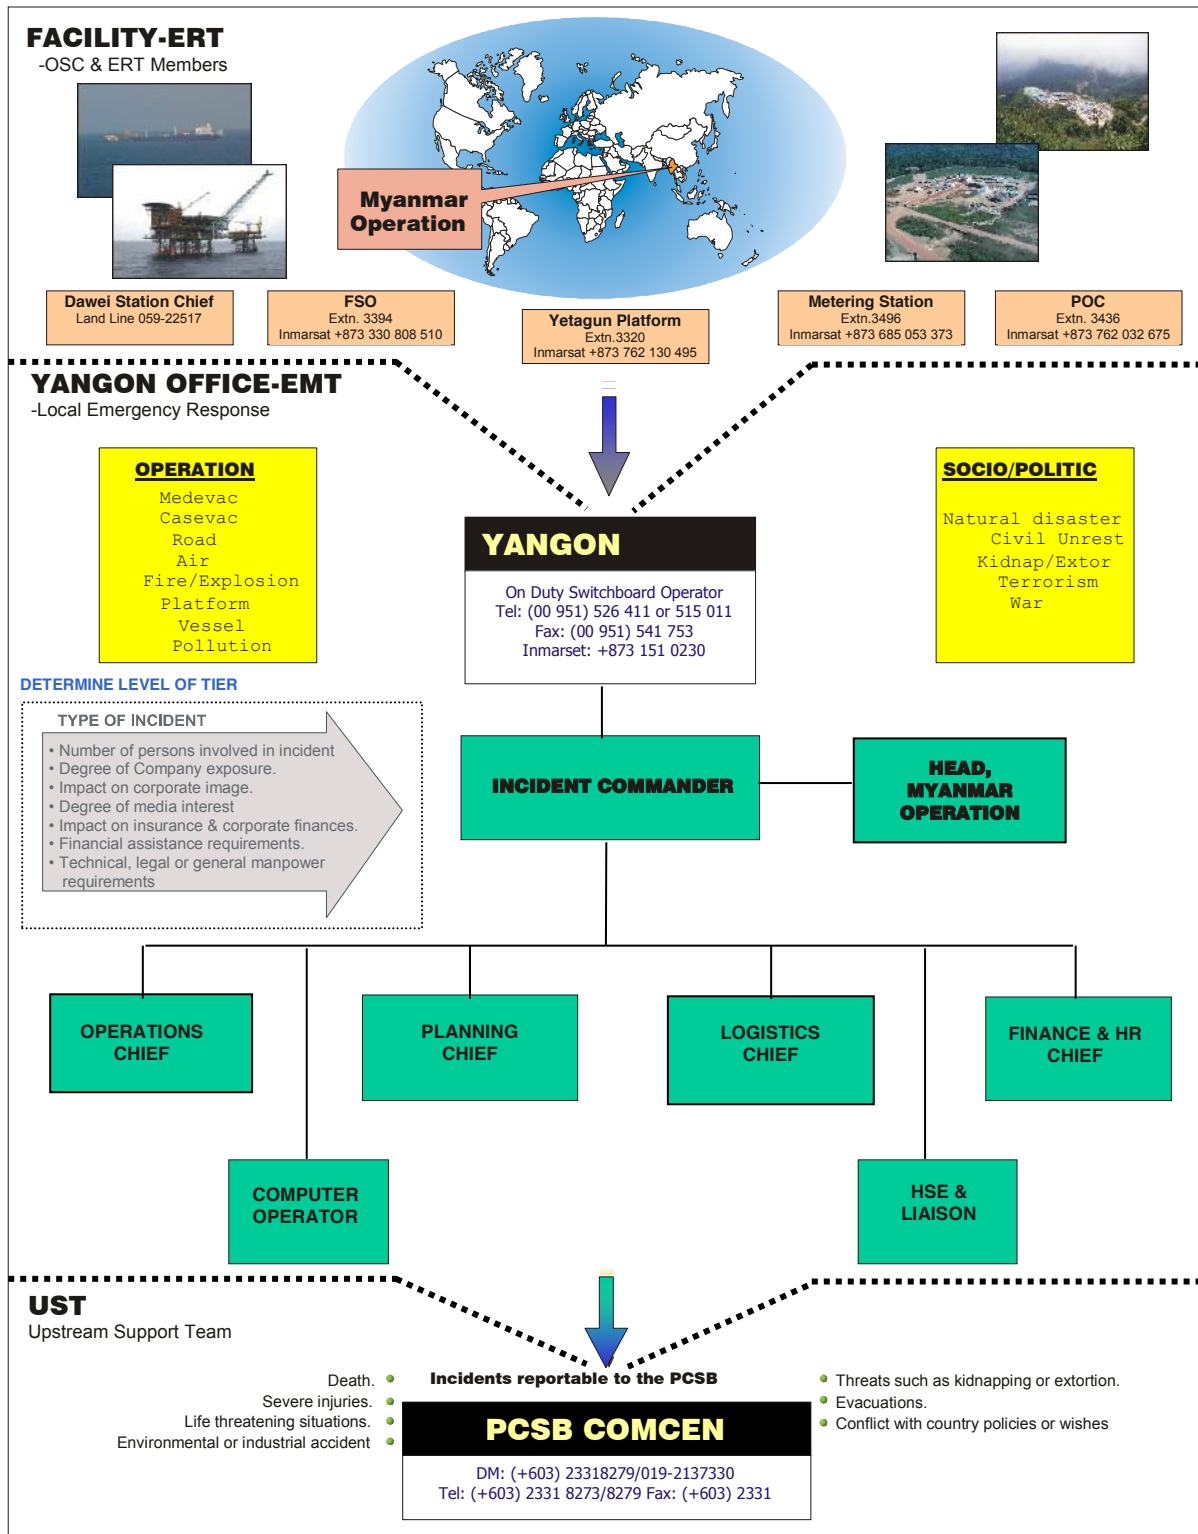 FACILITY-ERT
-OSC & ERT Members
Myanmar
Operation
Dawei Station Chief
Land Line 059-22517
FSO
Extn. 3394
Inmarsat +873 330 808 510
Yetagun Platform
Extn.3320
Inmarsat +873 762 130 495
Metering Station
Extn.3496
Inmarsat +873 685 053 373
POC
Extn. 3436
Inmarsat +873 762 032 675
YANGON OFFICE-EMT
-Local Emergency Response
OPERATION
Medevac
Casevac
Road
Air
Fire/Explosion
Platform
Vessel
Pollution
YANGON
On Duty Switchboard Operator
Tel: (00 951) 526 411 or 515 011
Fax: (00 951) 541 753
Inmarset: +873 151 0230
SOCIO/POLITIC
Natural disaster
Civil Unrest
Kidnap/Extor
Terrorism
War
DETERMINE LEVEL OF TIER
TYPE OF INCIDENT
• Number of persons involved in incident
• Degree of Company exposure.
• Impact on corporate image.
• Degree of media interest
• Impact on insurance & corporate finances.
• Financial assistance requirements.
• Technical, legal or general manpower
requirements
INCIDENT COMMANDER
HEAD,
MYANMAR
OPERATION
OPERATIONS
CHIEF
PLANNING
CHIEF
LOGISTICS
CHIEF
FINANCE & HR
CHIEF
COMPUTER
OPERATOR
HSE &
LIAISON
UST
Upstream Support Team
Death.
Severe injuries.
Life threatening situations.
Environmental or industrial accident
Incidents reportable to the PCSB
Threats such as kidnapping or extortion.
Evacuations.
Conflict with country policies or wishes
PCSB COMCEN
DM: (+603) 23318279/019-2137330
Tel: (+603) 2331 8273/8279 Fax: (+603) 2331